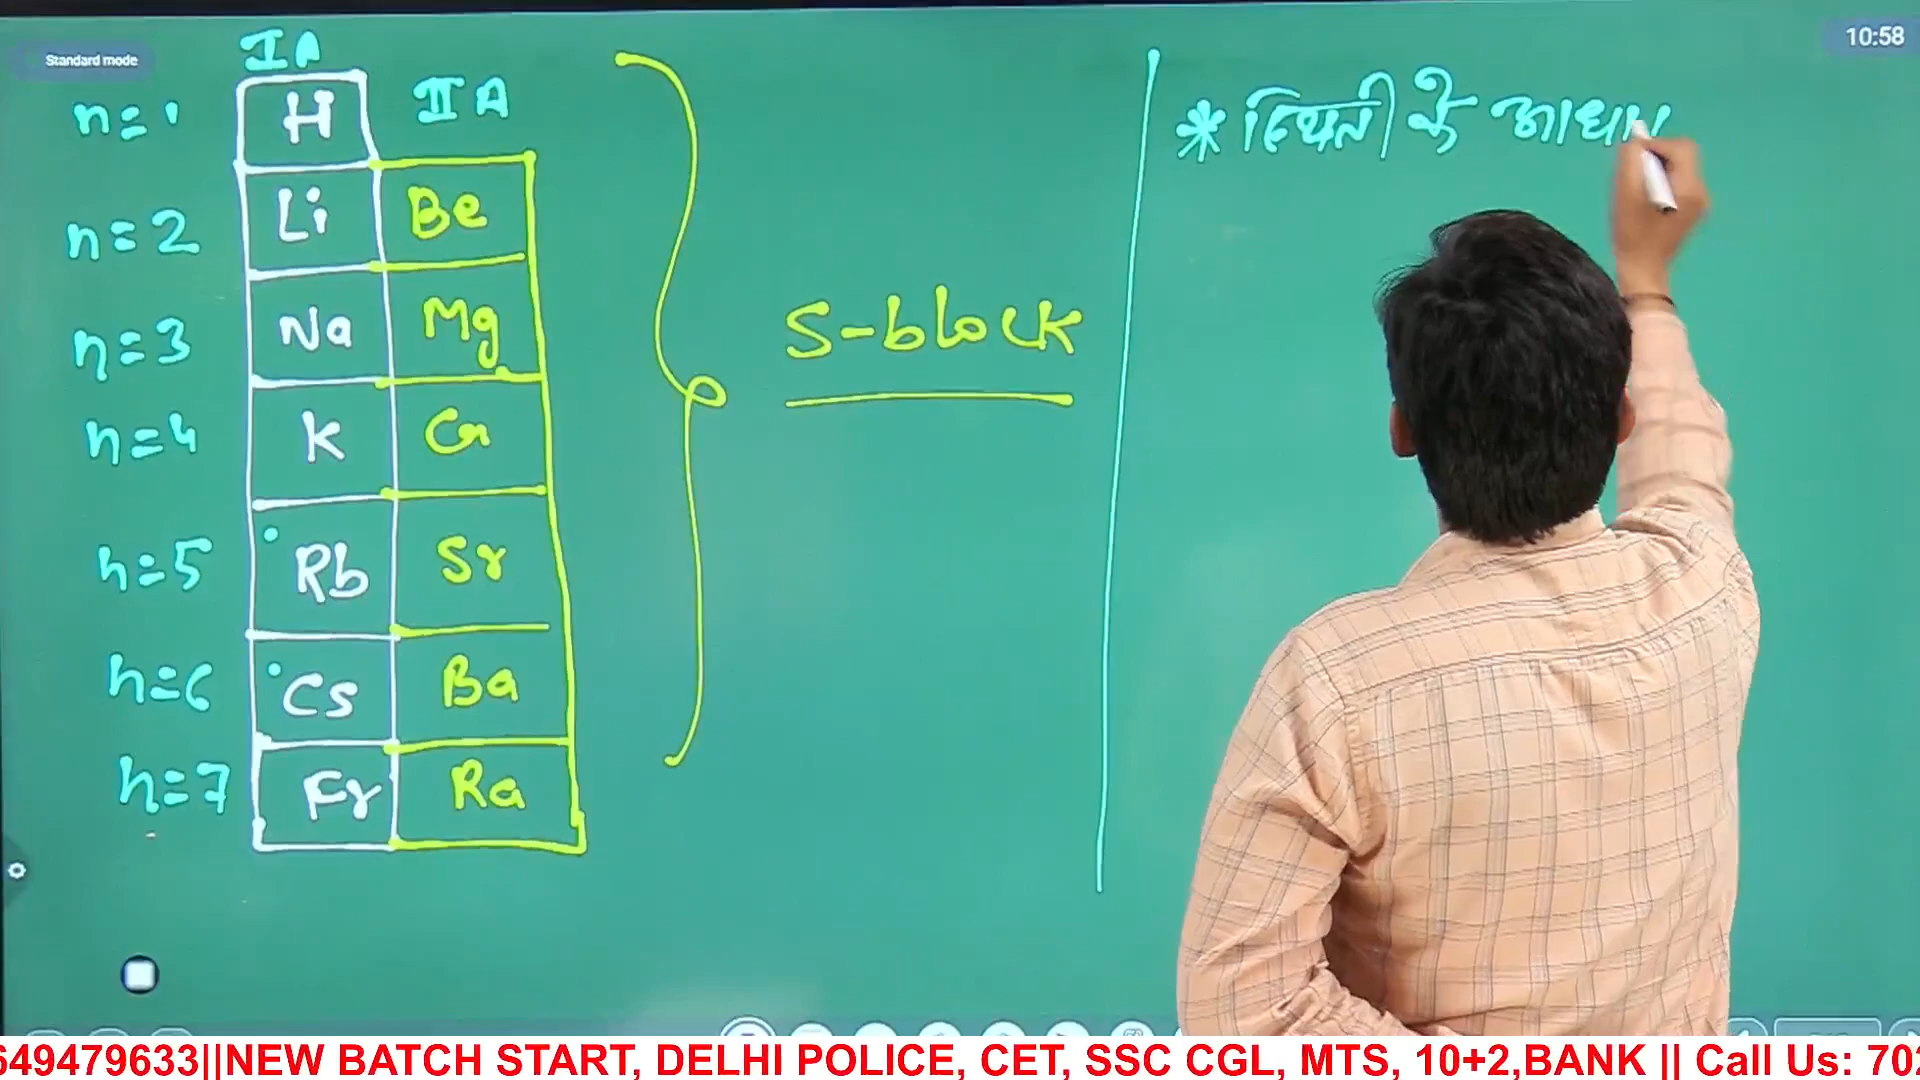 Standard mode
10:58
IA
n=1 H IIA
n=2 Li Be
n=3 Na Mg
n=4 K Ca
n=5 Rb Sr
n=6 Cs Ba
n=7 Fr Ra
S-block
* स्थिती के आधार
649479633||NEW BATCH START, DELHI POLICE, CET, SSC CGL, MTS, 10+2,BANK || Call Us: 702